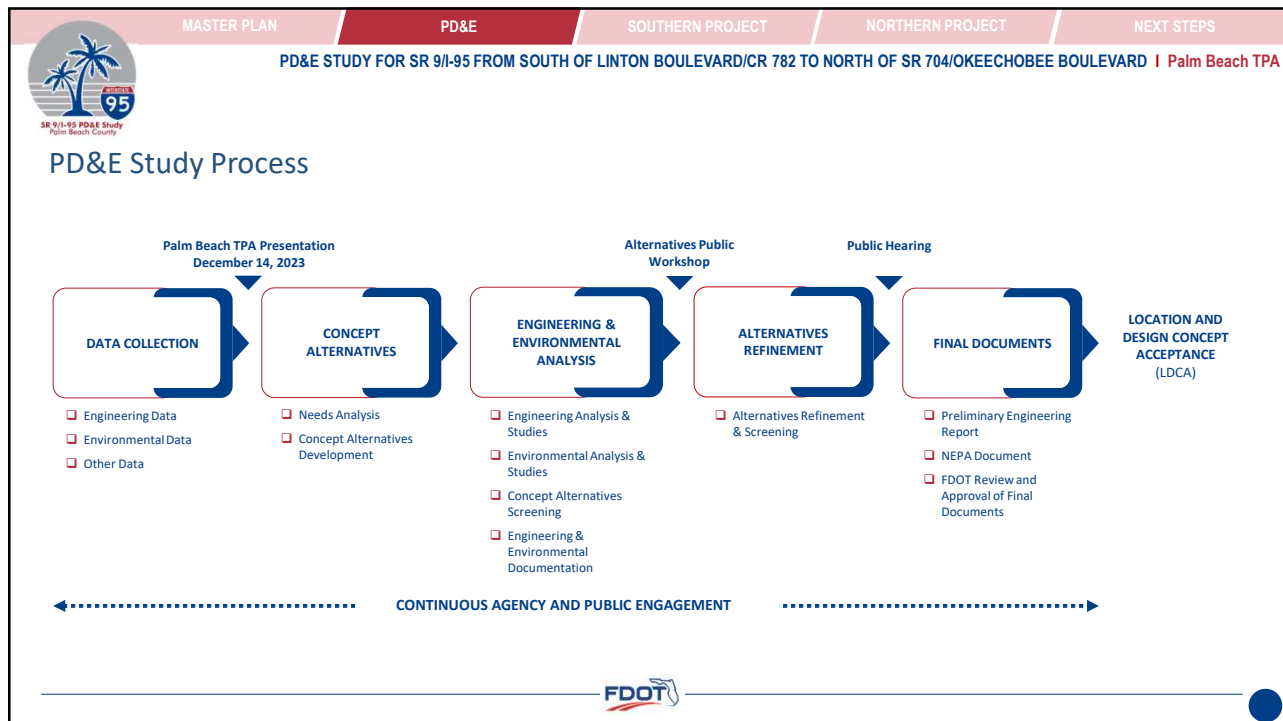 MASTER PLAN
PD&E
SOUTHERN PROJECT
NORTHERN PROJECT
NEXT STEPS
PD&E STUDY FOR SR 9/I-95 FROM SOUTH OF LINTON BOULEVARD/CR 782 TO NORTH OF SR 704/OKEECHOBEE BOULEVARD I Palm Beach TPA
INTERSTATE
95
SR 9/I-95 PD&E Study
Palm Beach County
PD&E Study Process
Palm Beach TPA Presentation
December 14, 2023
Alternatives Public
Workshop
Public Hearing
DATA COLLECTION
CONCEPT
ALTERNATIVES
ENGINEERING &
ENVIRONMENTAL
ANALYSIS
ALTERNATIVES
REFINEMENT
FINAL DOCUMENTS
LOCATION AND
DESIGN CONCEPT
ACCEPTANCE
(LDCA)
❑ Engineering Data
❑ Environmental Data
❑ Other Data
❑ Needs Analysis
❑ Concept Alternatives
Development
❑ Engineering Analysis &
Studies
❑ Environmental Analysis &
Studies
❑ Concept Alternatives
Screening
❑ Engineering &
Environmental
Documentation
❑ Alternatives Refinement
& Screening
❑ Preliminary Engineering
Report
❑ NEPA Document
❑ FDOT Review and
Approval of Final
Documents
CONTINUOUS AGENCY AND PUBLIC ENGAGEMENT
FDOT